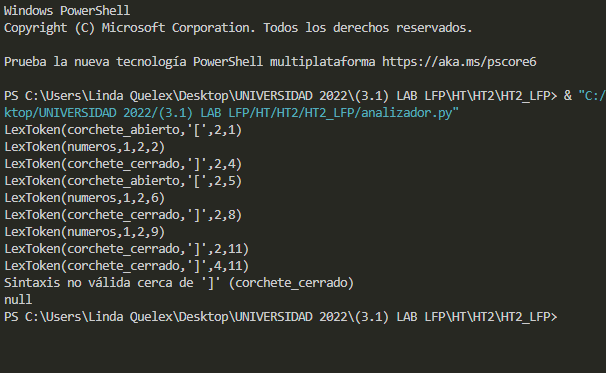 Windows PowerShell
Copyright (C) Microsoft Corporation. Todos los derechos reservados.
Prueba la nueva tecnología PowerShell multiplataforma https://aka.ms/pscore6
PS C:\Users\Linda Quelex\Desktop\UNIVERSIDAD 2022\(3.1) LAB LFP\HT\HT2\HT2_LFP> & "C:/
ktop/UNIVERSIDAD 2022/(3.1) LAB LFP/HT/HT2/HT2_LFP/analizador.py"
LexToken(corchete_abierto,'[',2,1)
LexToken(numeros,1,2,2)
LexToken(corchete_cerrado,']',2,4)
LexToken(corchete_abierto,'[',2,5)
LexToken(numeros,1,2,6)
LexToken(corchete_cerrado,']',2,8)
LexToken(numeros,1,2,9)
LexToken(corchete_cerrado,']',2,11)
LexToken(corchete_cerrado,']',4,11)
Sintaxis no válida cerca de ']' (corchete_cerrado)
null
PS C:\Users\Linda Quelex\Desktop\UNIVERSIDAD 2022\(3.1) LAB LFP\HT\HT2\HT2_LFP>